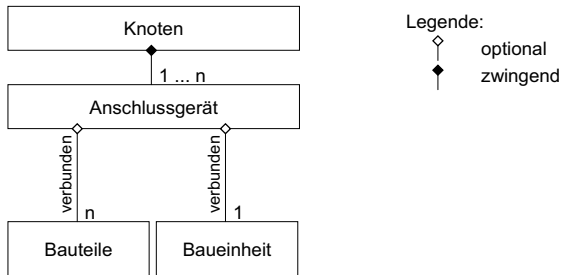 Knoten
Legende:
optional
zwingend
1 ... n
Anschlussgerät
verbunden
verbunden
n
1
Bauteile
Baueinheit